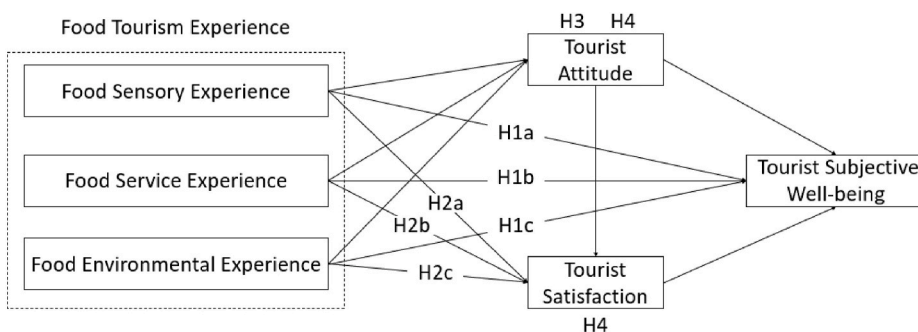 H3 H4
Food Tourism Experience
Tourist
Attitude
Food Sensory Experience
H1a
Tourist Subjective
Well-being
Food Service Experience
H1b
H2a
H2b
H1c
Food Environmental Experience
H2c
Tourist
Satisfaction
H4